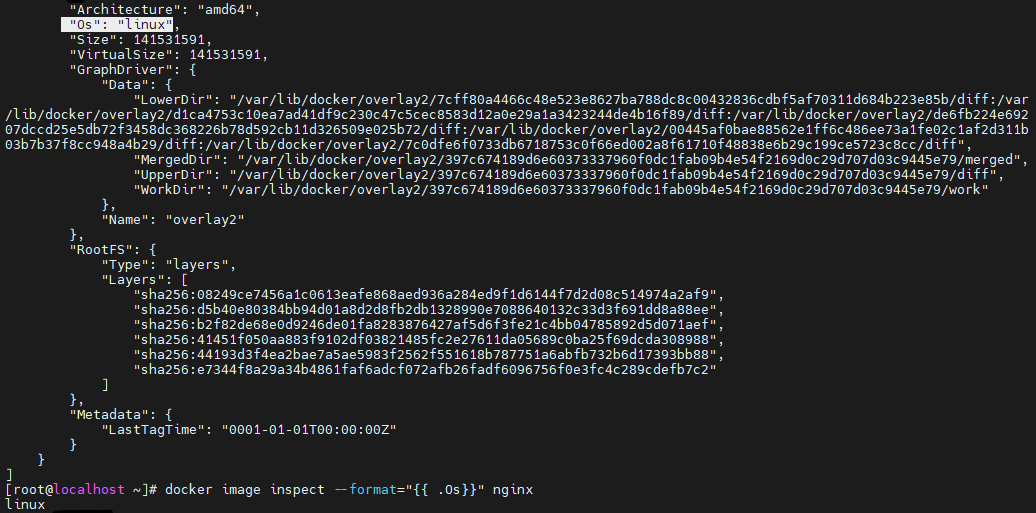 "Architecture": "amd64",
"Os": "linux",
"Size": 141531591,
"VirtualSize": 141531591,
"GraphDriver": {
"Data": {
"LowerDir": "/var/lib/docker/overlay2/7cff80a4466c48e523e8627ba788dc8c00432836cdbf5af70311d684b223e85b/diff:/var
/lib/docker/overlay2/d1ca4753c10ea7ad41df9c230c47c5cec8583d12a0e29a1a3423244de4b16f89/diff:/var/lib/docker/overlay2/de6fb224e692
07dccd25e5db72f3458dc368226b78d592cb11d326509e025b72/diff:/var/lib/docker/overlay2/00445af0bae88562e1ff6c486ee73a1fe02c1af2d311b
03b7b37f8cc948a4b29/diff:/var/lib/docker/overlay2/7c0dfe6f0733db6718753c0f66ed002a8f61710f48838e6b29c199ce5723c8cc/diff",
"MergedDir": "/var/lib/docker/overlay2/397c674189d6e60373337960f0dc1fab09b4e54f2169d0c29d707d03c9445e79/merged",
"UpperDir": "/var/lib/docker/overlay2/397c674189d6e60373337960f0dc1fab09b4e54f2169d0c29d707d03c9445e79/diff",
"WorkDir": "/var/lib/docker/overlay2/397c674189d6e60373337960f0dc1fab09b4e54f2169d0c29d707d03c9445e79/work"
},
"Name": "overlay2"
},
"RootFS": {
"Type": "layers",
"Layers": [
"sha256:08249ce7456a1c0613eafe868aed936a284ed9f1d6144f7d2d08c514974a2af9",
"sha256:d5b40e80384bb94d01a8d2d8fb2db1328990e7088640132c33d3f691dd8a88ee",
"sha256:b2f82de68e0d9246de01fa8283876427af5d6f3fe21c4bb04785892d5d071aef",
"sha256:41451f050aa883f9102df03821485fc2e27611da05689c0ba25f69dcda308988",
"sha256:44193d3f4ea2bae7a5ae5983f2562f551618b787751a6abfb732b6d17393bb88",
"sha256:e7344f8a29a34b4861faf6adcf072afb26fadf6096756f0e3fc4c289cdefb7c2"
]
},
"Metadata": {
"LastTagTime": "0001-01-01T00:00:00Z"
}
}
]
[root@localhost ~]# docker image inspect --format="{{ .Os}}" nginx
linux